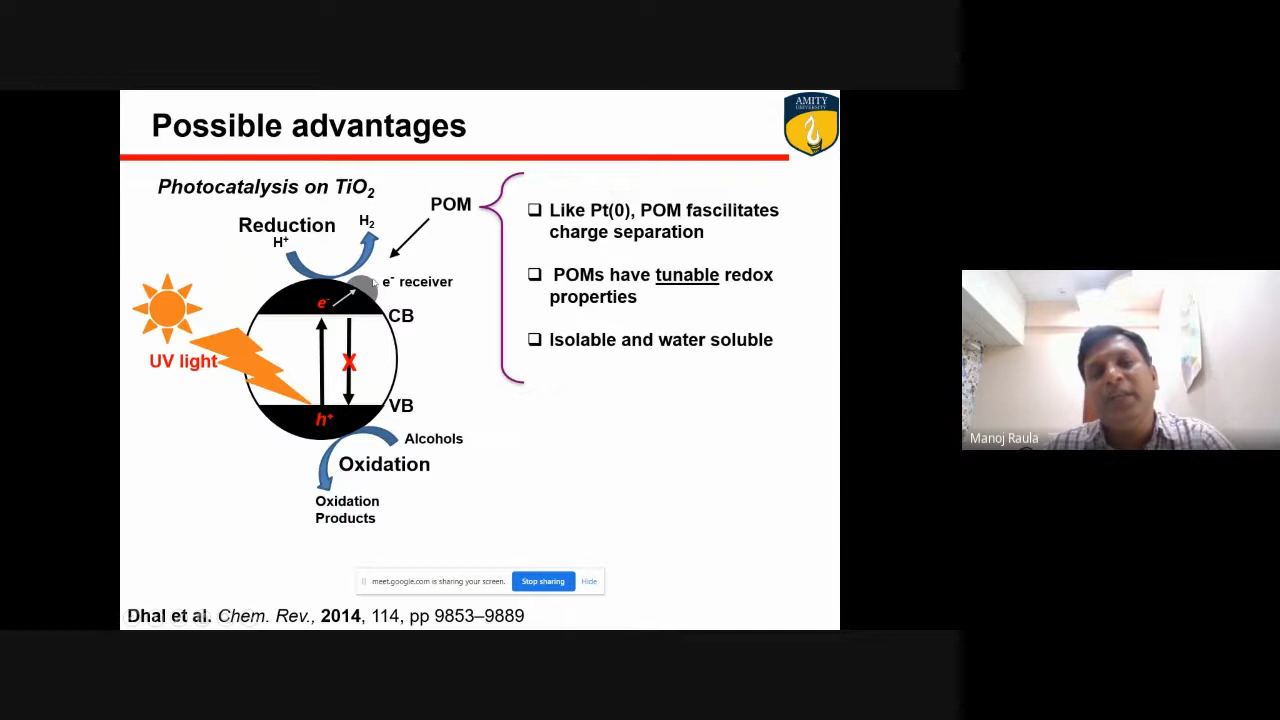 Possible advantages
AMITY
UNIVERSITY
Photocatalysis on TiO2
Reduction
H+
H2
POM
e- receiver
e-
CB
UV light
X
h+
VB
Alcohols
Oxidation
Oxidation
Products
❑ Like Pt(0), POM fascilitates
charge separation
❑ POMs have tunable redox
properties
❑ Isolable and water soluble
Manoj Raula
meet.google.com is sharing your screen.
Stop sharing
Hide
Dhal et al. Chem. Rev., 2014, 114, pp 9853–9889